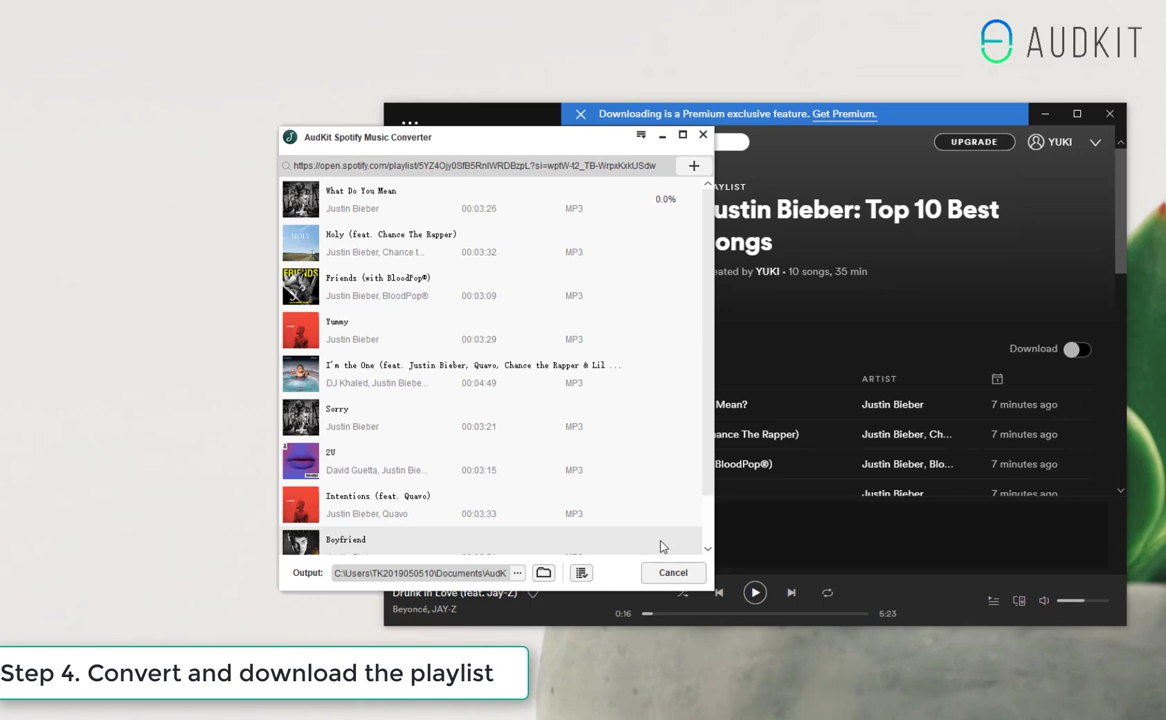 AUDKIT
Downloading is a Premium exclusive feature. Get Premium.
AudKit Spotify Music Converter
UPGRADE
YUKI
https://open.spotify.com/playlist/5YZ4Ojy0SfB5RnIWRDBzpL?si=wptW-t2_TB-WrpxKxkUSdw
What Do You Mean
Justin Bieber 00:03:26 MP3
0.0%
Holy (feat. Chance The Rapper)
Justin Bieber, Chance t... 00:03:32 MP3
Friends (with BloodPop®)
Justin Bieber, BloodPop® 00:03:09 MP3
Yummy
Justin Bieber 00:03:29 MP3
I'm the One (feat. Justin Bieber, Quavo, Chance the Rapper & Lil ...
DJ Khaled, Justin Biebe... 00:04:49 MP3
Sorry
Justin Bieber 00:03:21 MP3
2U
David Guetta, Justin Bie... 00:03:15 MP3
Intentions (feat. Quavo)
Justin Bieber, Quavo 00:03:33 MP3
Boyfriend
Output: C:\Users\TK2019050510\Documents\AudK ...
Cancel
AYLIST
ustin Bieber: Top 10 Best
ongs
eated by YUKI • 10 songs, 35 min
Download
ARTIST
Mean? Justin Bieber 7 minutes ago
ance The Rapper) Justin Bieber, Ch... 7 minutes ago
BloodPop®) Justin Bieber, Blo... 7 minutes ago
Justin Bieber 7 minutes ago
Drunk in Love (feat. Jay-Z)
Beyoncé, JAY-Z
0:16 5:23
Step 4. Convert and download the playlist